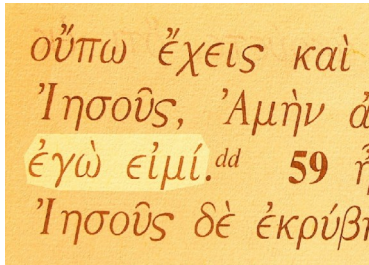 οὔπω ἔχεις καὶ
Ἰησοῦς, Ἀμὴν
ἐγὼ εἰμί.dd 59
Ἰησοῦς δὲ ἐκρύβη